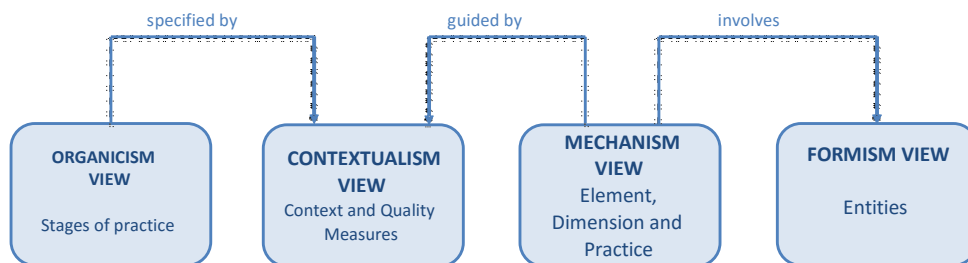 specified by
guided by
involves
ORGANICISM
VIEW
Stages of practice
CONTEXTUALISM
VIEW
Context and Quality
Measures
MECHANISM
VIEW
Element,
Dimension and
Practice
FORMISM VIEW
Entities